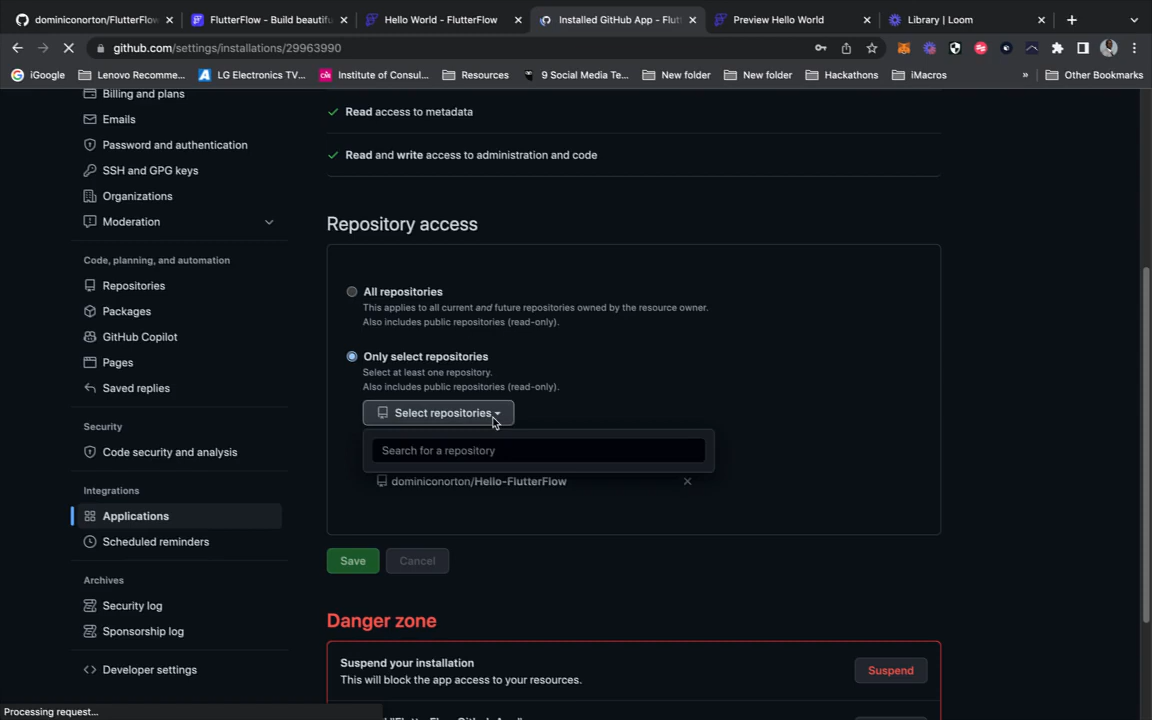 dominiconorton/FlutterFlow
FlutterFlow - Build beautifu
Hello World - FlutterFlow
Installed GitHub App - Flut
Preview Hello World
Library | Loom
github.com/settings/installations/29963990
iGoogle
Lenovo Recomme...
LG Electronics TV...
Institute of Consul...
Resources
9 Social Media Te...
New folder
New folder
Hackathons
iMacros
»
Other Bookmarks
Billing and plans
Emails
Password and authentication
SSH and GPG keys
Organizations
Moderation
Code, planning, and automation
Repositories
Packages
GitHub Copilot
Pages
Saved replies
Security
Code security and analysis
Integrations
Applications
Scheduled reminders
Archives
Security log
Sponsorship log
Developer settings
Read access to metadata
Read and write access to administration and code
Repository access
All repositories
This applies to all current and future repositories owned by the resource owner.
Also includes public repositories (read-only).
Only select repositories
Select at least one repository.
Also includes public repositories (read-only).
Select repositories
Search for a repository
dominiconorton/Hello-FlutterFlow
Save
Cancel
Danger zone
Suspend your installation
This will block the app access to your resources.
Suspend
Processing request...